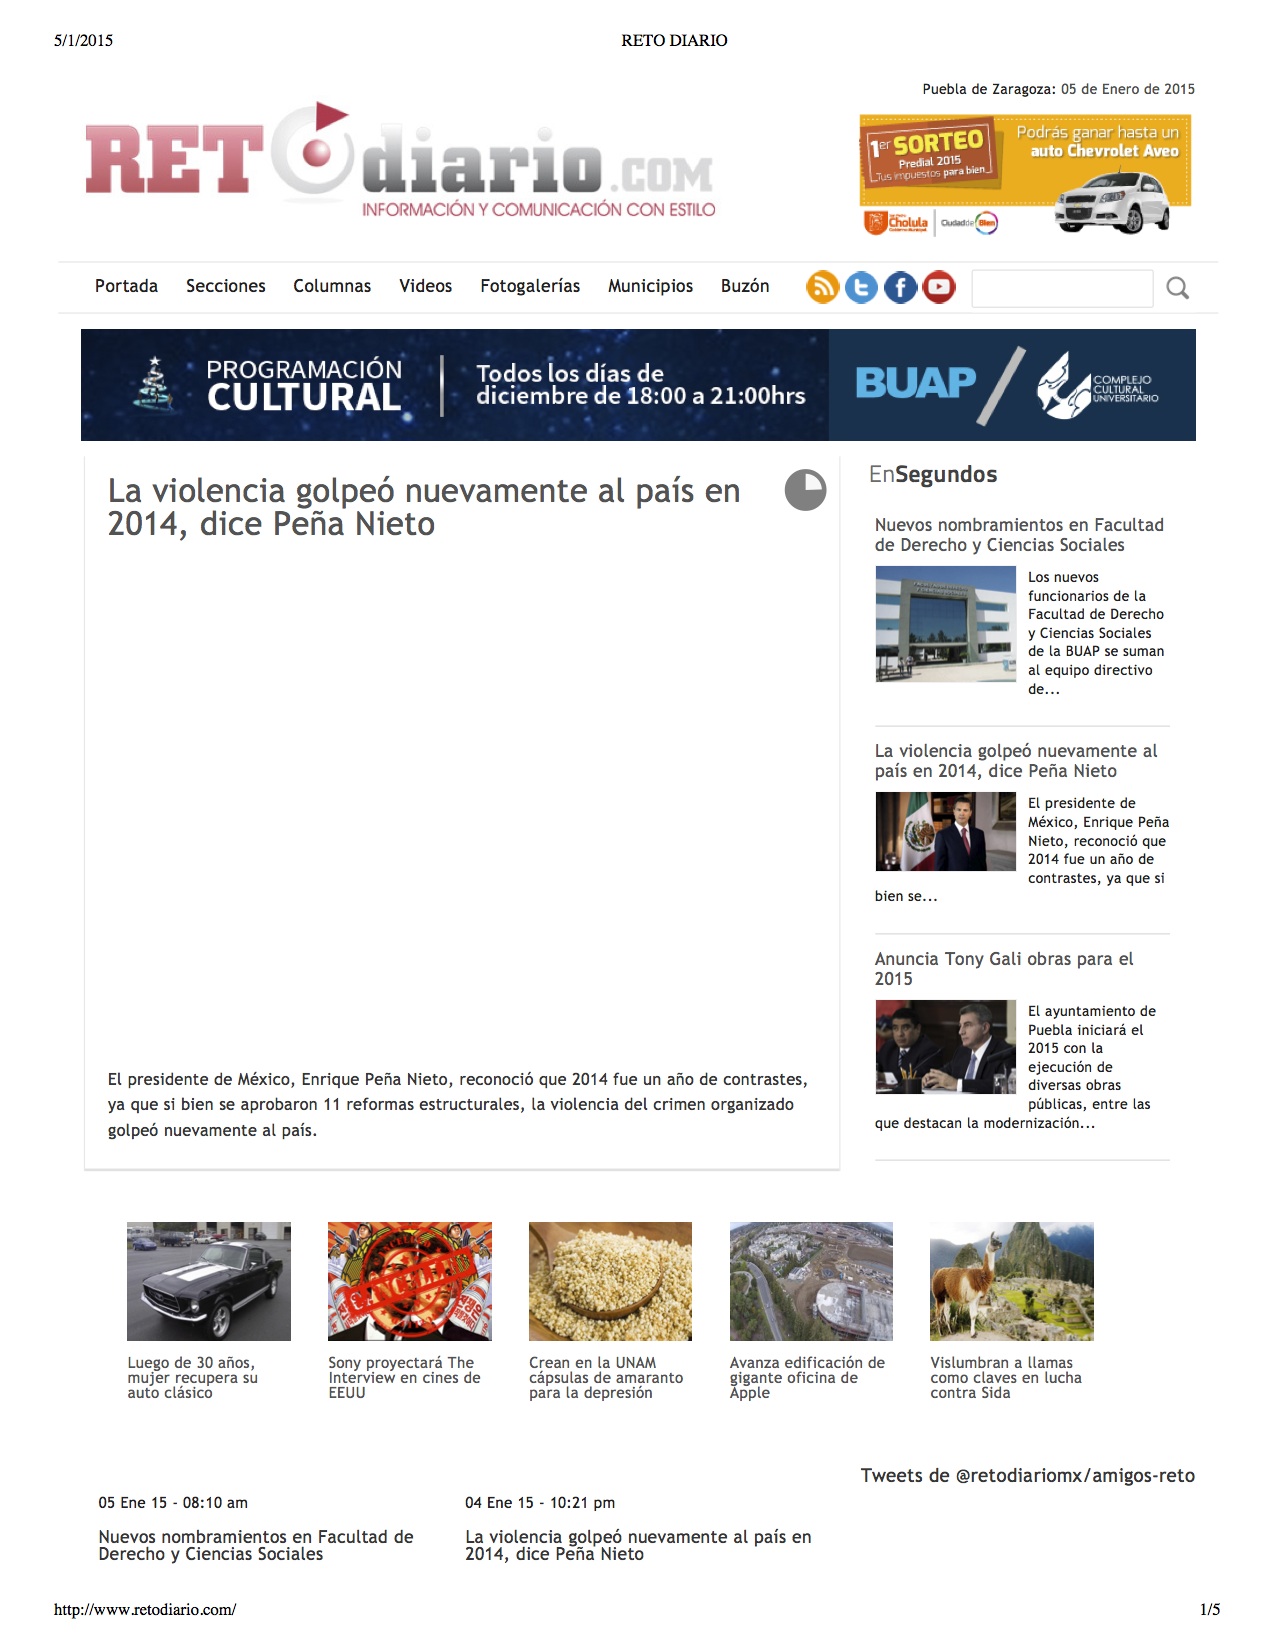 5/1/2015
RETO DIARIO
Puebla de Zaragoza: 05 de Enero de 2015
RETO diario.COM
INFORMACIÓN Y COMUNICACIÓN CON ESTILO
1er SORTEO
Predial 2015
Tus impuestos para bien
Podrás ganar hasta un
auto Chevrolet Aveo
Cholula
Ciudad de Bien
Portada Secciones Columnas Videos Fotogalerías Municipios Buzón
PROGRAMACIÓN
CULTURAL
Todos los días de
diciembre de 18:00 a 21:00hrs
BUAP
COMPLEJO
CULTURAL
UNIVERSITARIO
La violencia golpeó nuevamente al país en
2014, dice Peña Nieto
El presidente de México, Enrique Peña Nieto, reconoció que 2014 fue un año de contrastes,
ya que si bien se aprobaron 11 reformas estructurales, la violencia del crimen organizado
golpeó nuevamente al país.
EnSegundos
Nuevos nombramientos en Facultad
de Derecho y Ciencias Sociales
Los nuevos
funcionarios de la
Facultad de Derecho
y Ciencias Sociales
de la BUAP se suman
al equipo directivo
de...
La violencia golpeó nuevamente al
país en 2014, dice Peña Nieto
El presidente de
México, Enrique Peña
Nieto, reconoció que
2014 fue un año de
contrastes, ya que si
bien se...
Anuncia Tony Gali obras para el
2015
El ayuntamiento de
Puebla iniciará el
2015 con la
ejecución de
diversas obras
públicas, entre las
que destacan la modernización...
CANCELLED
Luego de 30 años,
mujer recupera su
auto clásico
Sony proyectará The
Interview en cines de
EEUU
Crean en la UNAM
cápsulas de amaranto
para la depresión
Avanza edificación de
gigante oficina de
Apple
Vislumbran a llamas
como claves en lucha
contra Sida
Tweets de @retodiariomx/amigos-reto
05 Ene 15 - 08:10 am
Nuevos nombramientos en Facultad de
Derecho y Ciencias Sociales
04 Ene 15 - 10:21 pm
La violencia golpeó nuevamente al país en
2014, dice Peña Nieto
http://www.retodiario.com/
1/5